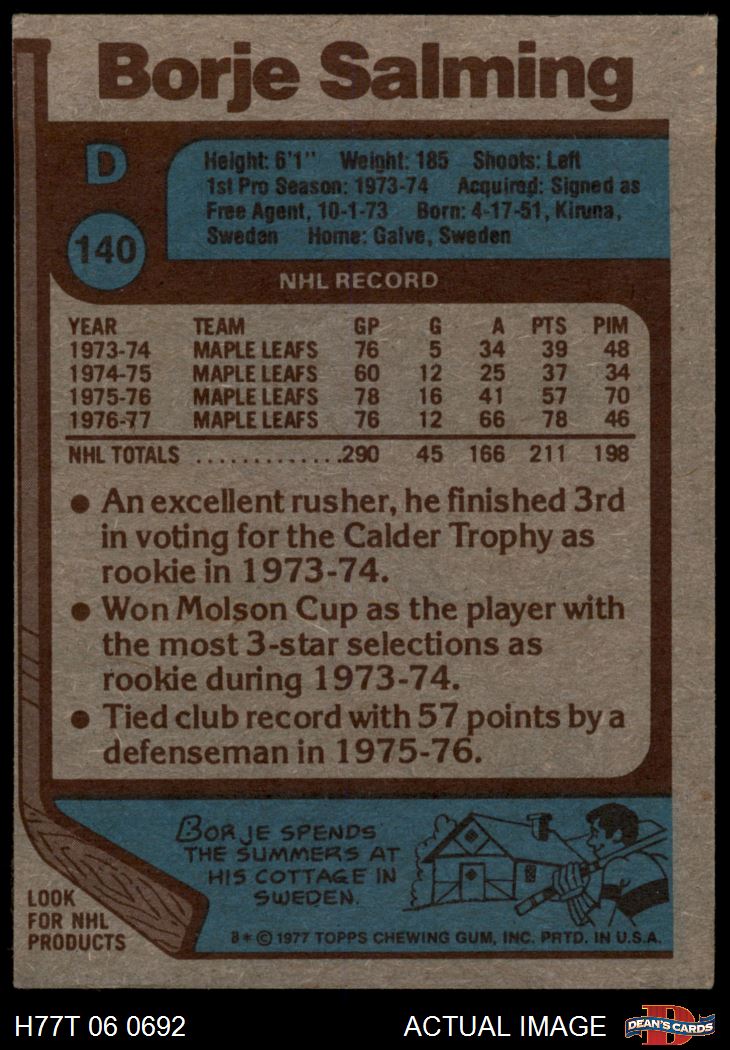 Borje Salming
D
Height: 6'1" Weight: 185 Shoots: Left
1st Pro Season: 1973-74 Acquired: Signed as
Free Agent, 10-1-73 Born: 4-17-51, Kiruna,
Sweden Home: Galve, Sweden
140
NHL RECORD
YEAR TEAM GP G A PTS PIM
1973-74 MAPLE LEAFS 76 5 34 39 48
1974-75 MAPLE LEAFS 60 12 25 37 34
1975-76 MAPLE LEAFS 78 16 41 57 70
1976-77 MAPLE LEAFS 76 12 66 78 46
NHL TOTALS .............290 45 166 211 198
● An excellent rusher, he finished 3rd
in voting for the Calder Trophy as
rookie in 1973-74.
● Won Molson Cup as the player with
the most 3-star selections as
rookie during 1973-74.
● Tied club record with 57 points by a
defenseman in 1975-76.
BORJE SPENDS
THE SUMMERS AT
HIS COTTAGE IN
SWEDEN.
LOOK
FOR NHL
PRODUCTS
8* © 1977 TOPPS CHEWING GUM, INC. PRTD. IN U.S.A.
H77T 06 0692 ACTUAL IMAGE
D
DEAN'S CARDS